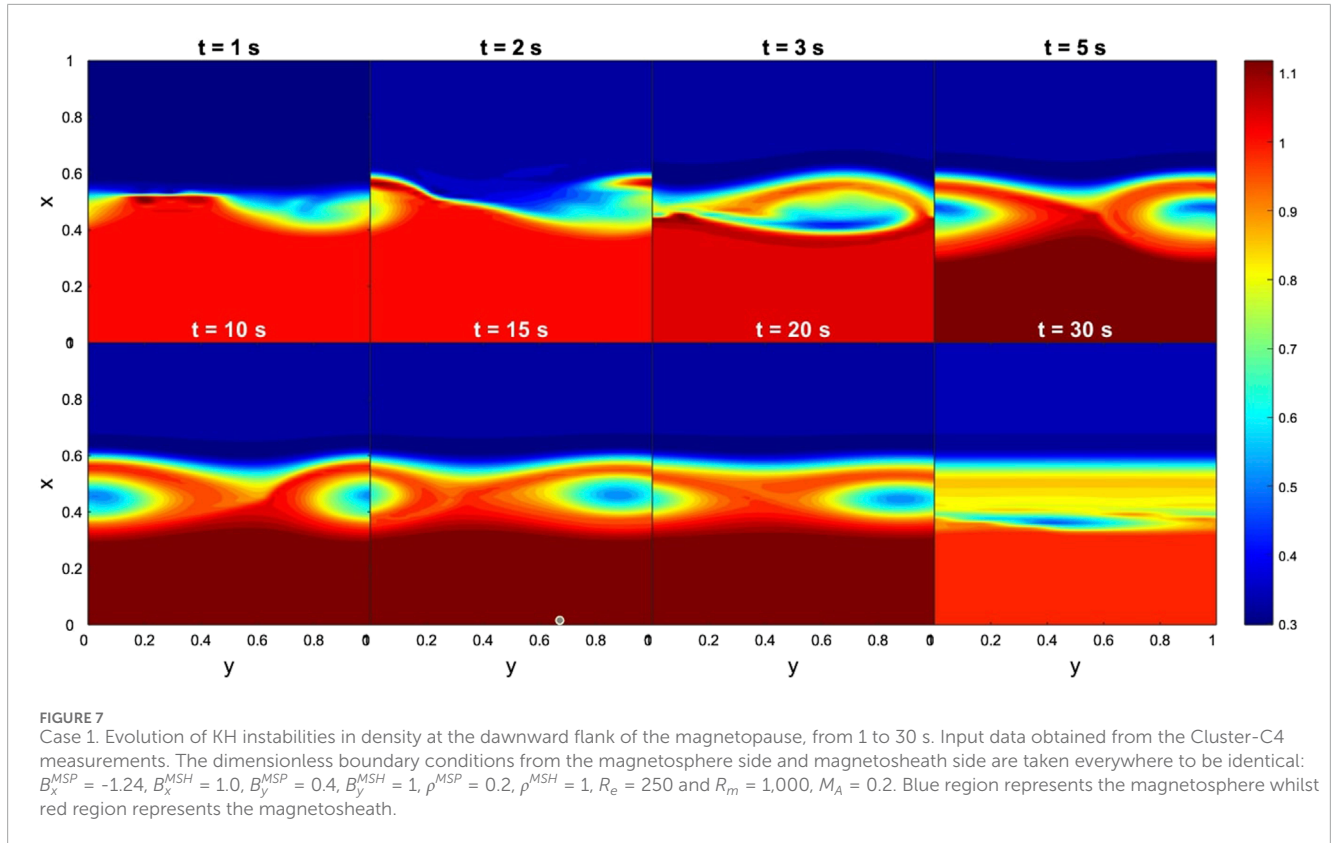 t = 1 s t = 2 s t = 3 s t = 5 s
1 1.1
0.8 1
x 0.6 0.9
0.4 0.8
0.2
t = 10 s t = 15 s t = 20 s t = 30 s
0.7
0.8
0.6
x 0.6
0.5
0.4
0.4
0.2
0 0.3
0 0.2 0.4 0.6 0.8 0.2 0.4 0.6 0.8 0.2 0.4 0.6 0.8 0.2 0.4 0.6 0.8 1
y y y y
FIGURE 7
Case 1. Evolution of KH instabilities in density at the dawnward flank of the magnetopause, from 1 to 30 s. Input data obtained from the Cluster-C4
measurements. The dimensionless boundary conditions from the magnetosphere side and magnetosheath side are taken everywhere to be identical:
B_x^{MSP} = -1.24, B_x^{MSH} = 1.0, B_y^{MSP} = 0.4, B_y^{MSH} = 1, ρ^{MSP} = 0.2, ρ^{MSH} = 1, R_e = 250 and R_m = 1,000, M_A = 0.2. Blue region represents the magnetosphere whilst
red region represents the magnetosheath.